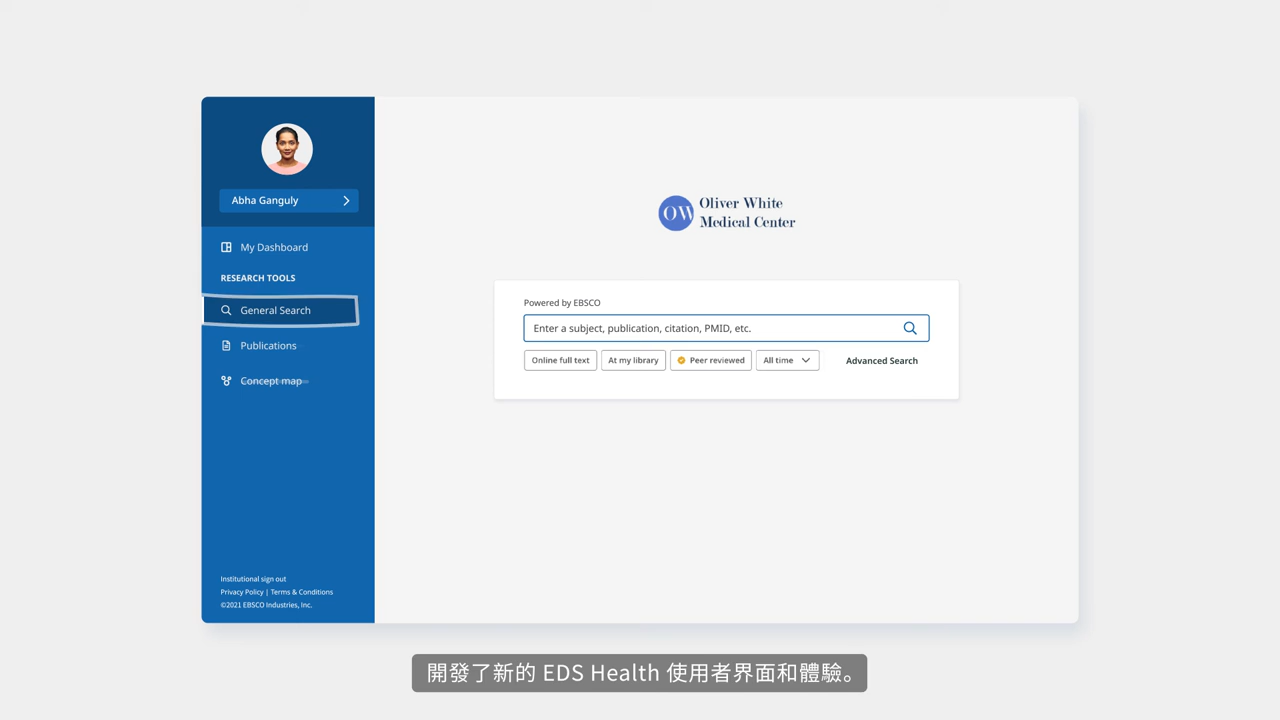 Abha Ganguly
My Dashboard
RESEARCH TOOLS
General Search
Publications
Concept map
Institutional sign out
Privacy Policy | Terms & Conditions
©2021 EBSCO Industries, Inc.
OW
Oliver White
Medical Center
Powered by EBSCO
Enter a subject, publication, citation, PMID, etc.
Online full text
At my library
Peer reviewed
All time
Advanced Search
開發了新的 EDS Health 使用者界面和體驗。